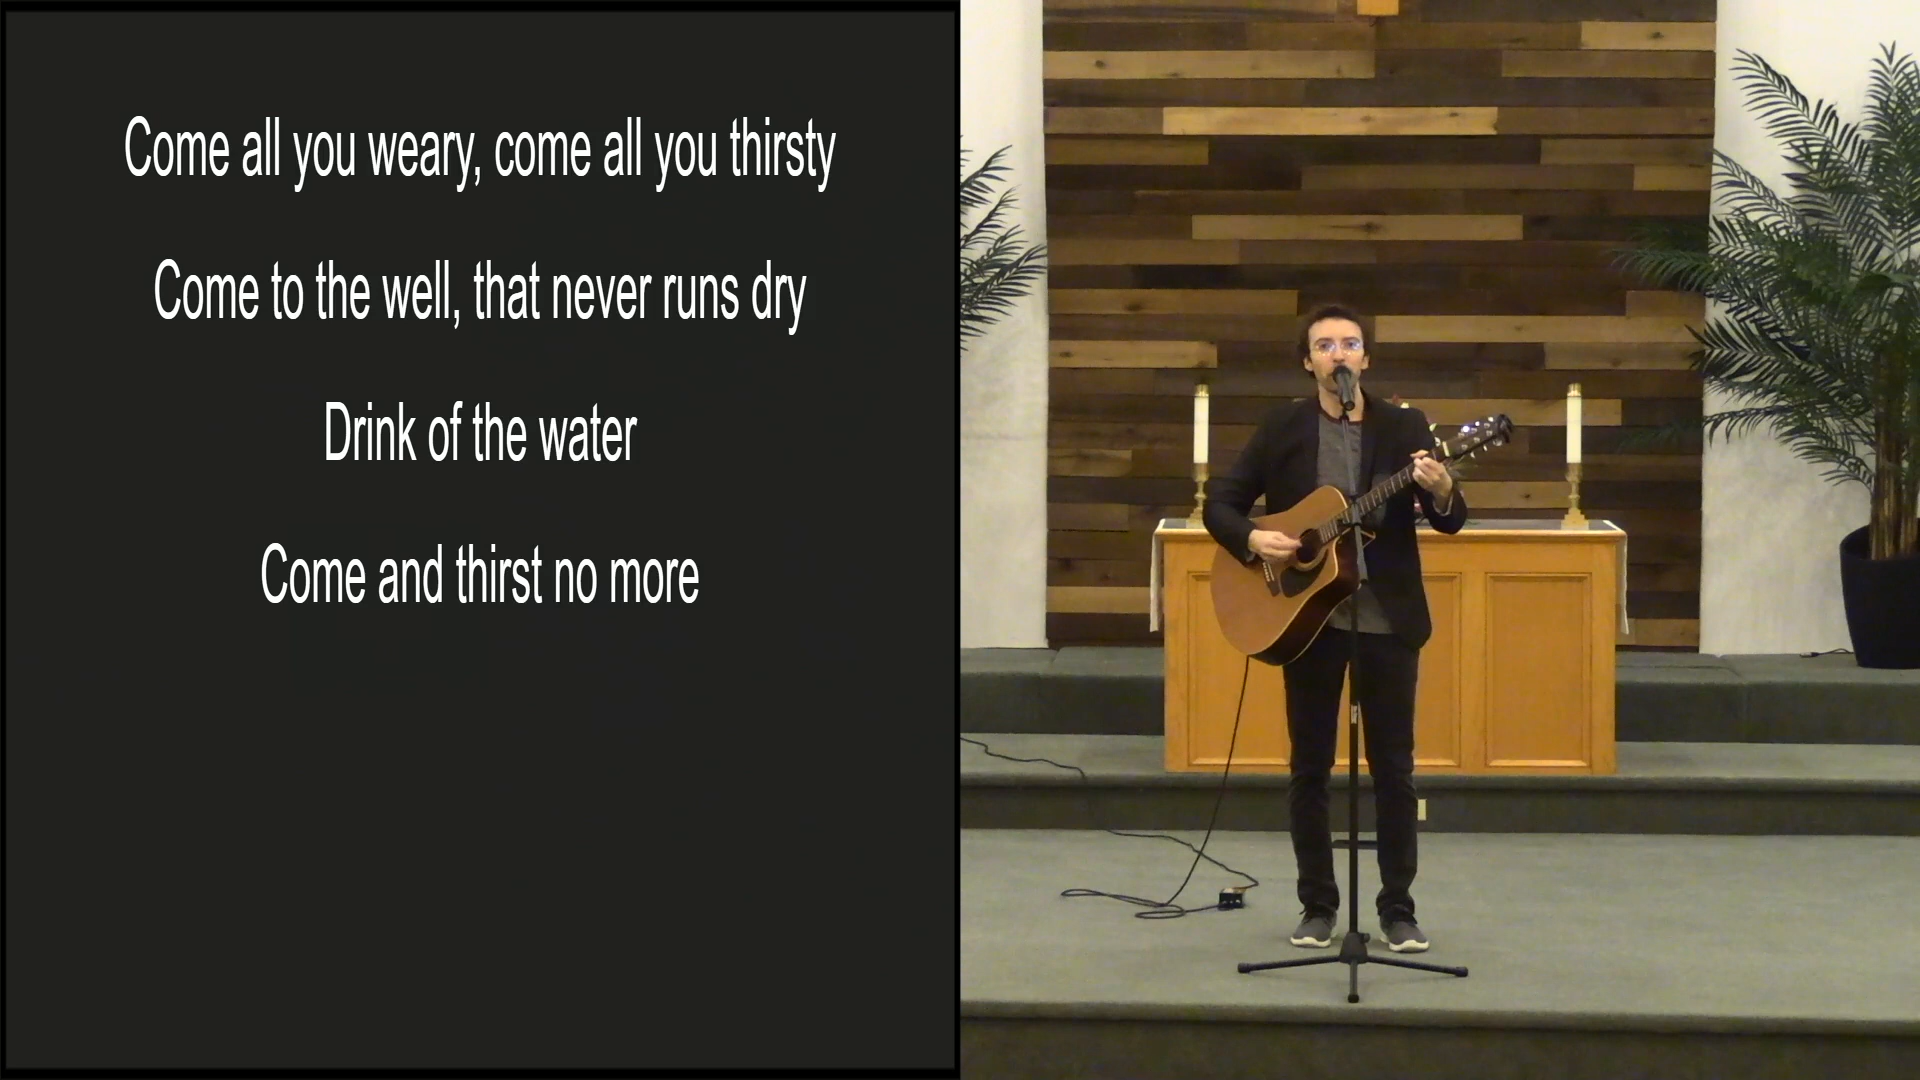 Come all you weary, come all you thirsty
Come to the well, that never runs dry
Drink of the water
Come and thirst no more